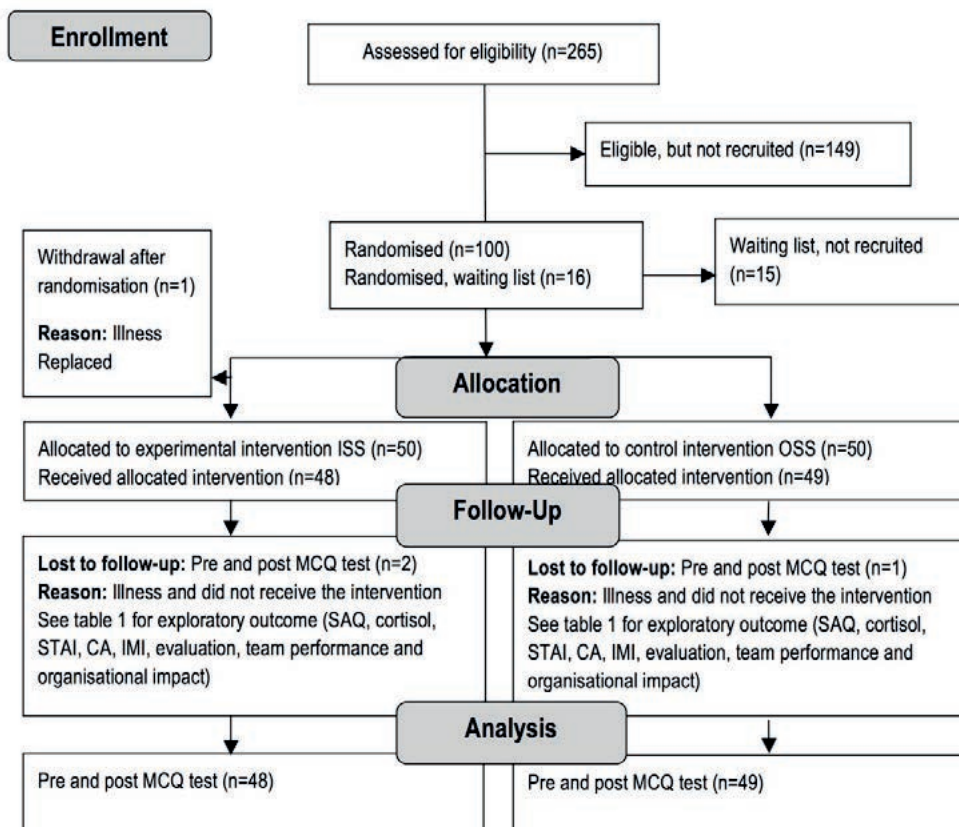 Enrollment
Assessed for eligibility (n=265)
Eligible, but not recruited (n=149)
Randomised (n=100)
Randomised, waiting list (n=16)
Waiting list, not recruited
(n=15)
Withdrawal after
randomisation (n=1)
Reason: Illness
Replaced
Allocation
Allocated to experimental intervention ISS (n=50)
Received allocated intervention (n=48)
Allocated to control intervention OSS (n=50)
Received allocated intervention (n=49)
Follow-Up
Lost to follow-up: Pre and post MCQ test (n=2)
Reason: Illness and did not receive the intervention
See table 1 for exploratory outcome (SAQ, cortisol,
STAI, CA, IMI, evaluation, team performance and
organisational impact)
Lost to follow-up: Pre and post MCQ test (n=1)
Reason: Illness and did not receive the intervention
See table 1 for exploratory outcome (SAQ, cortisol,
STAI, CA, IMI, evaluation, team performance and
organisational impact)
Analysis
Pre and post MCQ test (n=48)
Pre and post MCQ test (n=49)